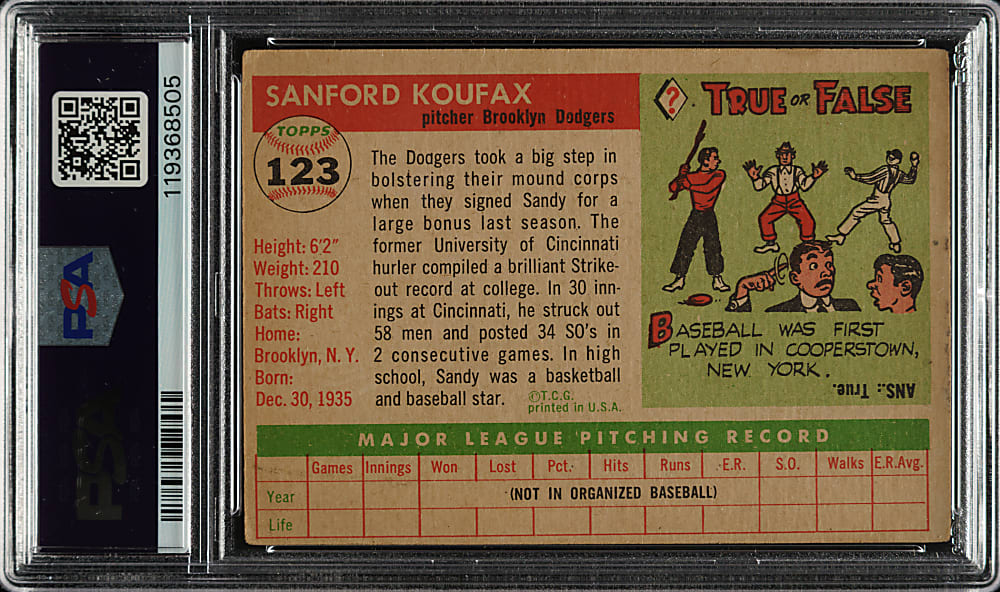 119368505
PSA
PSA
SANFORD KOUFAX
pitcher Brooklyn Dodgers
TOPPS
123
Height: 6'2"
Weight: 210
Throws: Left
Bats: Right
Home:
Brooklyn, N. Y.
Born:
Dec. 30, 1935
The Dodgers took a big step in
bolstering their mound corps
when they signed Sandy for a
large bonus last season. The
former University of Cincinnati
hurler compiled a brilliant Strike-
out record at college. In 30 inn-
ings at Cincinnati, he struck out
58 men and posted 34 SO's in
2 consecutive games. In high
school, Sandy was a basketball
and baseball star.
©T.C.G.
printed in U.S.A.
?
TRUE OR FALSE
BASEBALL WAS FIRST
PLAYED IN COOPERSTOWN,
NEW YORK.
ANS.: True.
MAJOR LEAGUE PITCHING RECORD
Games Innings Won Lost Pct. Hits Runs E.R. S.O. Walks E.R.Avg.
Year (NOT IN ORGANIZED BASEBALL)
Life